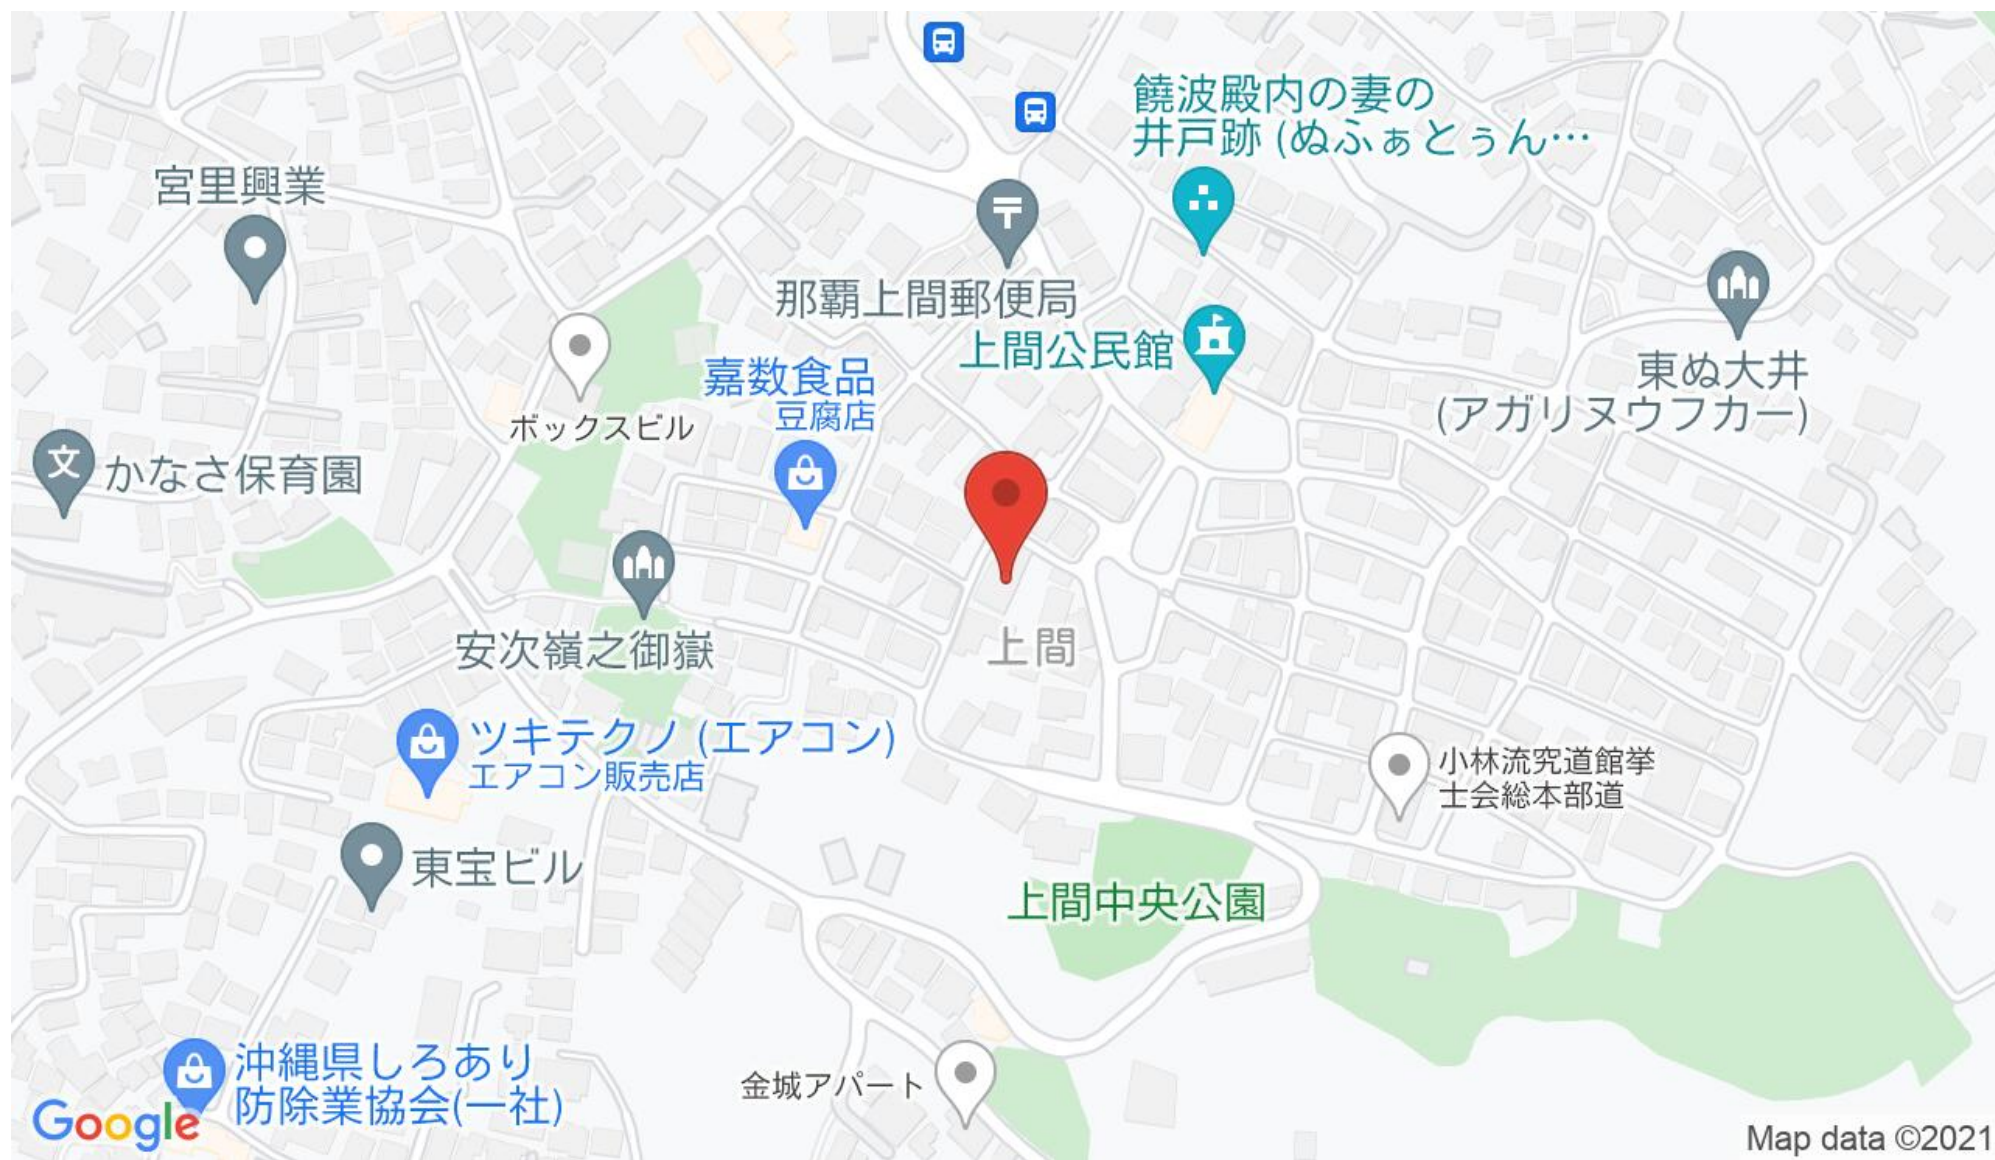 饒波殿内の妻の
井戸跡 (ぬふぁとぅん…
宮里興業
那覇上間郵便局
上間公民館
嘉数食品
豆腐店
東ぬ大井
(アガリヌウフカー)
ボックスビル
かなさ保育園
安次嶺之御嶽
上間
ツキテクノ (エアコン)
エアコン販売店
小林流究道館挙
士会総本部道
東宝ビル
上間中央公園
沖縄県しろあり
防除業協会(一社)
金城アパート
Google
Map data ©2021